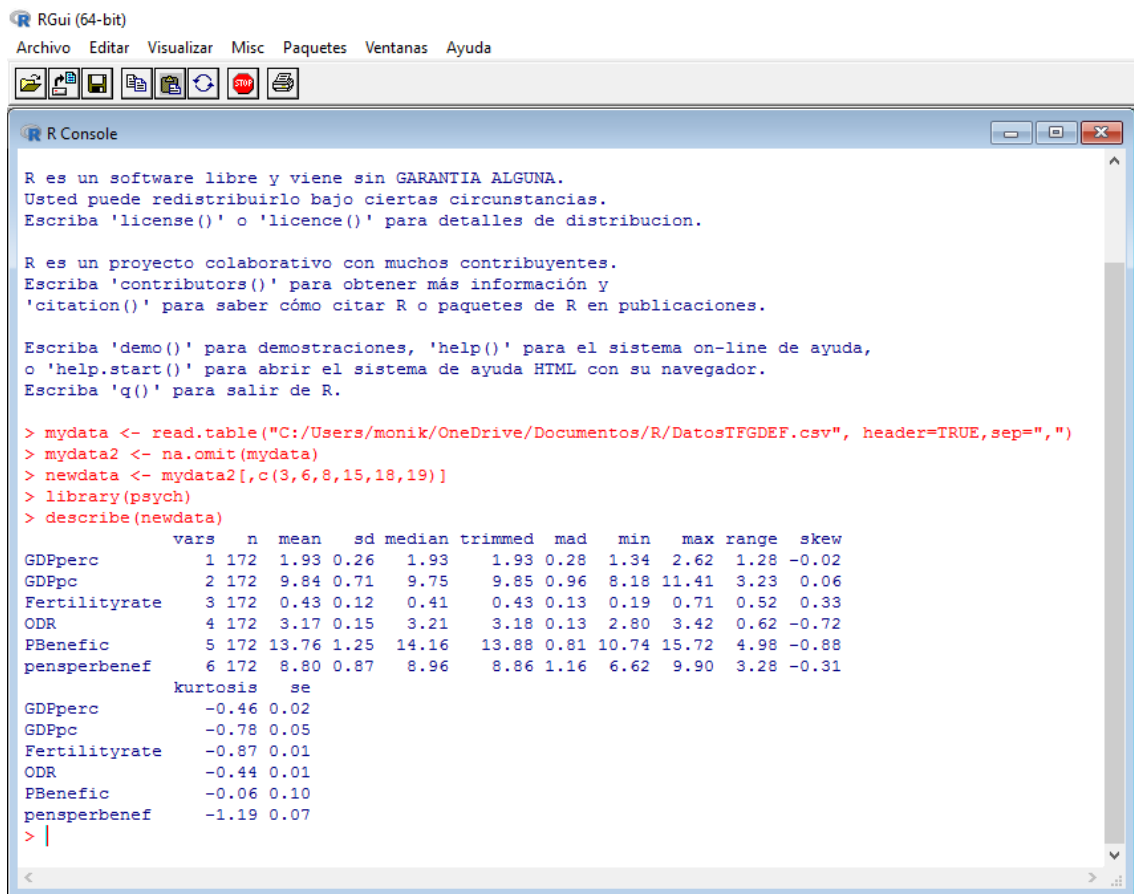 RGui (64-bit)
Archivo Editar Visualizar Misc Paquetes Ventanas Ayuda
STOP
R Console
R es un software libre y viene sin GARANTIA ALGUNA.
Usted puede redistribuirlo bajo ciertas circunstancias.
Escriba 'license()' o 'licence()' para detalles de distribucion.
R es un proyecto colaborativo con muchos contribuyentes.
Escriba 'contributors()' para obtener más información y
'citation()' para saber cómo citar R o paquetes de R en publicaciones.
Escriba 'demo()' para demostraciones, 'help()' para el sistema on-line de ayuda,
o 'help.start()' para abrir el sistema de ayuda HTML con su navegador.
Escriba 'q()' para salir de R.
> mydata <- read.table("C:/Users/monik/OneDrive/Documentos/R/DatosTFGDEF.csv", header=TRUE,sep=",")
> mydata2 <- na.omit(mydata)
> newdata <- mydata2[,c(3,6,8,15,18,19)]
> library(psych)
> describe(newdata)
vars n mean sd median trimmed mad min max range skew
GDPperc 1 172 1.93 0.26 1.93 1.93 0.28 1.34 2.62 1.28 -0.02
GDPpc 2 172 9.84 0.71 9.75 9.85 0.96 8.18 11.41 3.23 0.06
Fertilityrate 3 172 0.43 0.12 0.41 0.43 0.13 0.19 0.71 0.52 0.33
ODR 4 172 3.17 0.15 3.21 3.18 0.13 2.80 3.42 0.62 -0.72
PBenefic 5 172 13.76 1.25 14.16 13.88 0.81 10.74 15.72 4.98 -0.88
pensperbenef 6 172 8.80 0.87 8.96 8.86 1.16 6.62 9.90 3.28 -0.31
kurtosis se
GDPperc -0.46 0.02
GDPpc -0.78 0.05
Fertilityrate -0.87 0.01
ODR -0.44 0.01
PBenefic -0.06 0.10
pensperbenef -1.19 0.07
>